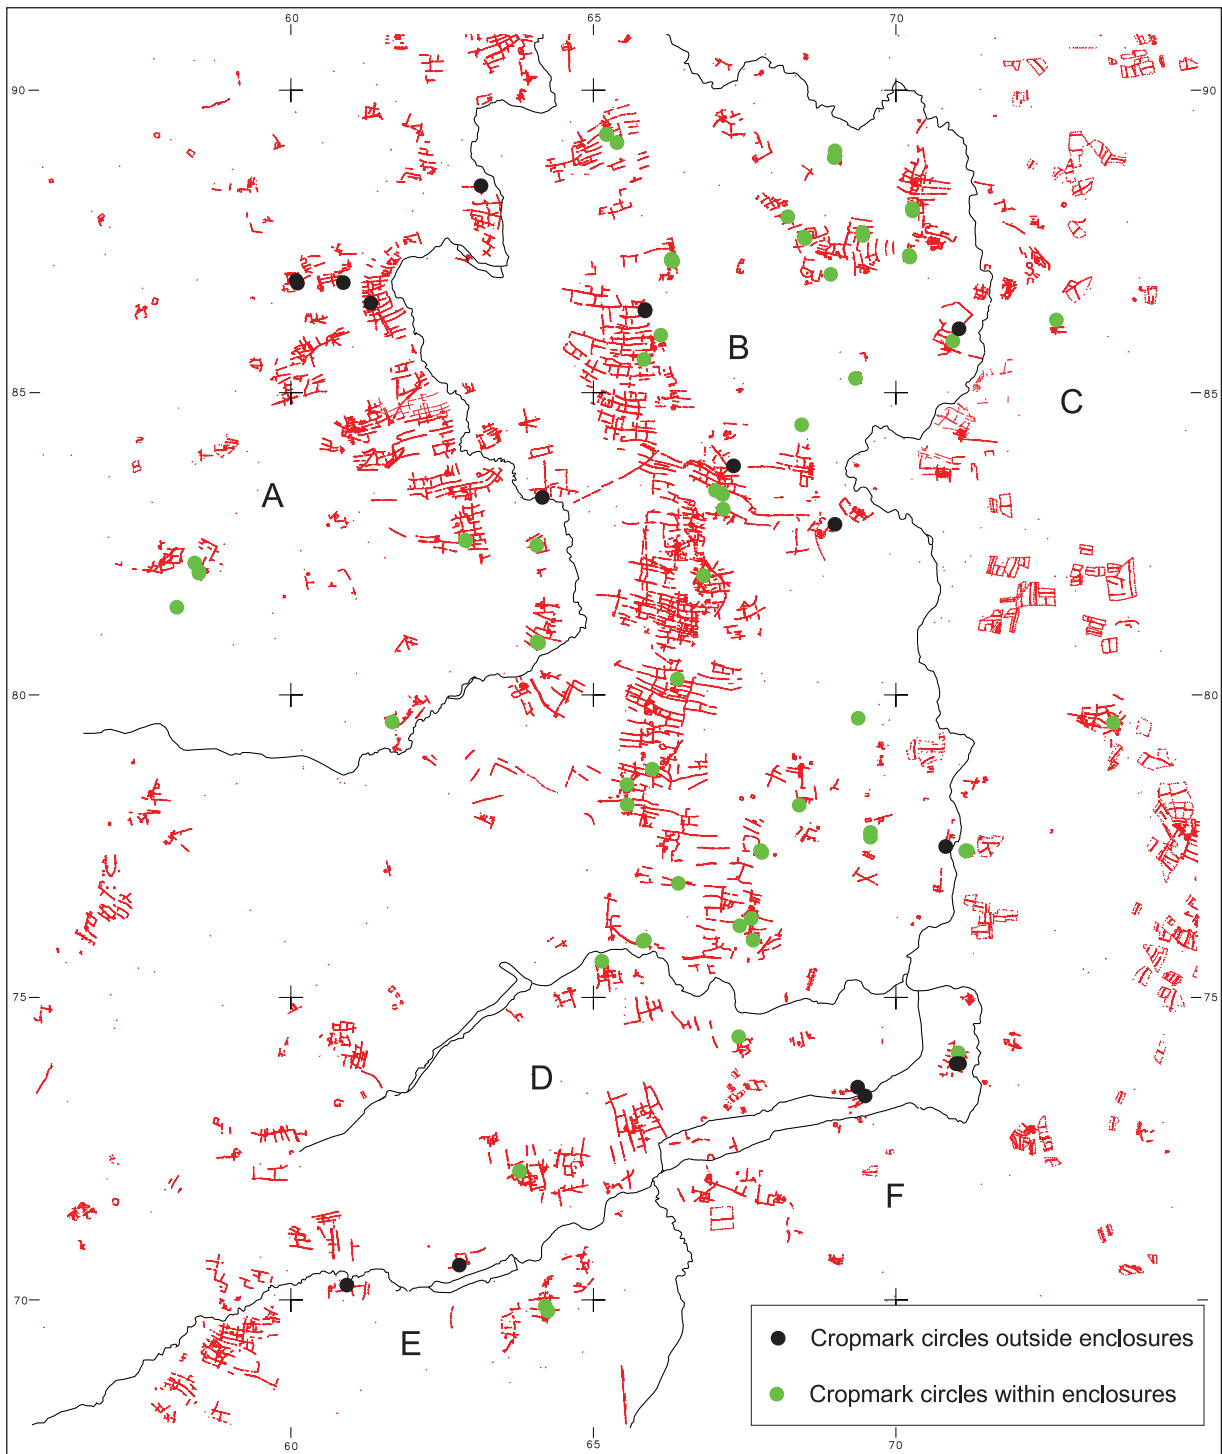 60 65 70
90 90
B
85 85
C
A
80 80
75 75
D
F
70
E
Cropmark circles outside enclosures
Cropmark circles within enclosures
60 65 70